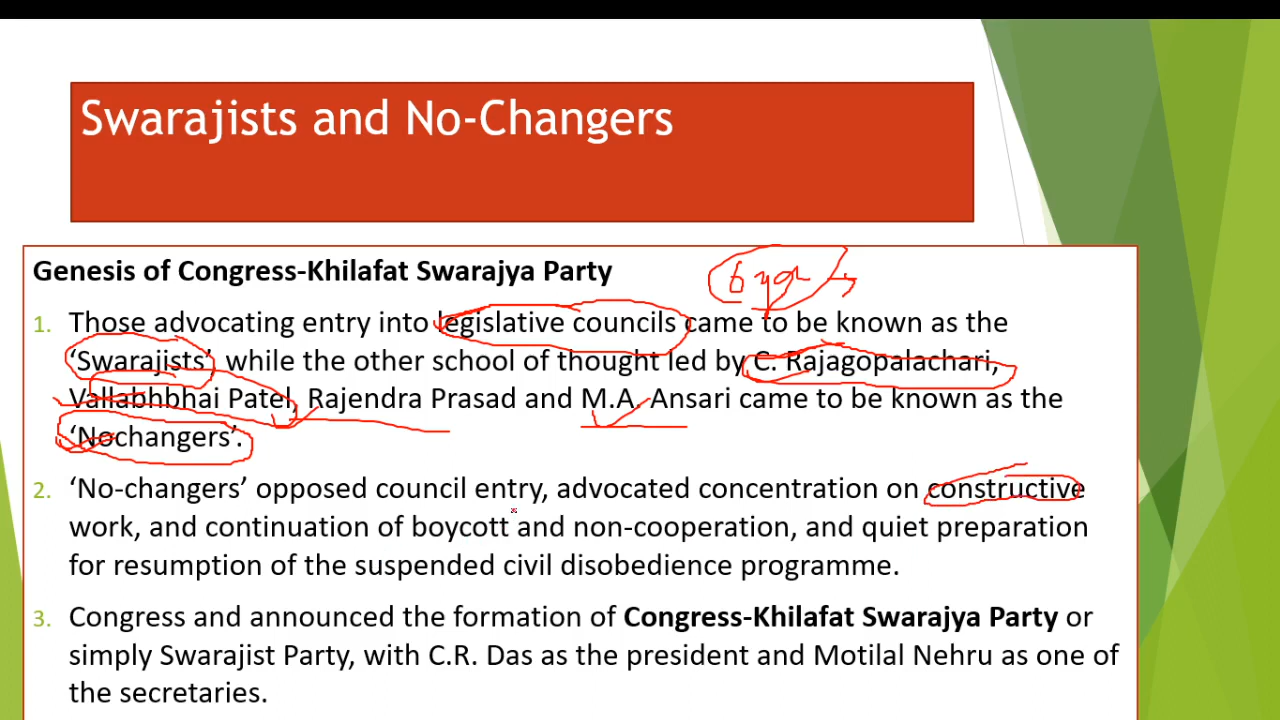 Swarajists and No-Changers
Genesis of Congress-Khilafat Swarajya Party
1. Those advocating entry into legislative councils came to be known as the
‘Swarajists’, while the other school of thought led by C. Rajagopalachari,
Vallabhbhai Patel, Rajendra Prasad and M.A. Ansari came to be known as the
‘Nochangers’.
2. ‘No-changers’ opposed council entry, advocated concentration on constructive
work, and continuation of boycott and non-cooperation, and quiet preparation
for resumption of the suspended civil disobedience programme.
3. Congress and announced the formation of Congress-Khilafat Swarajya Party or
simply Swarajist Party, with C.R. Das as the president and Motilal Nehru as one of
the secretaries.